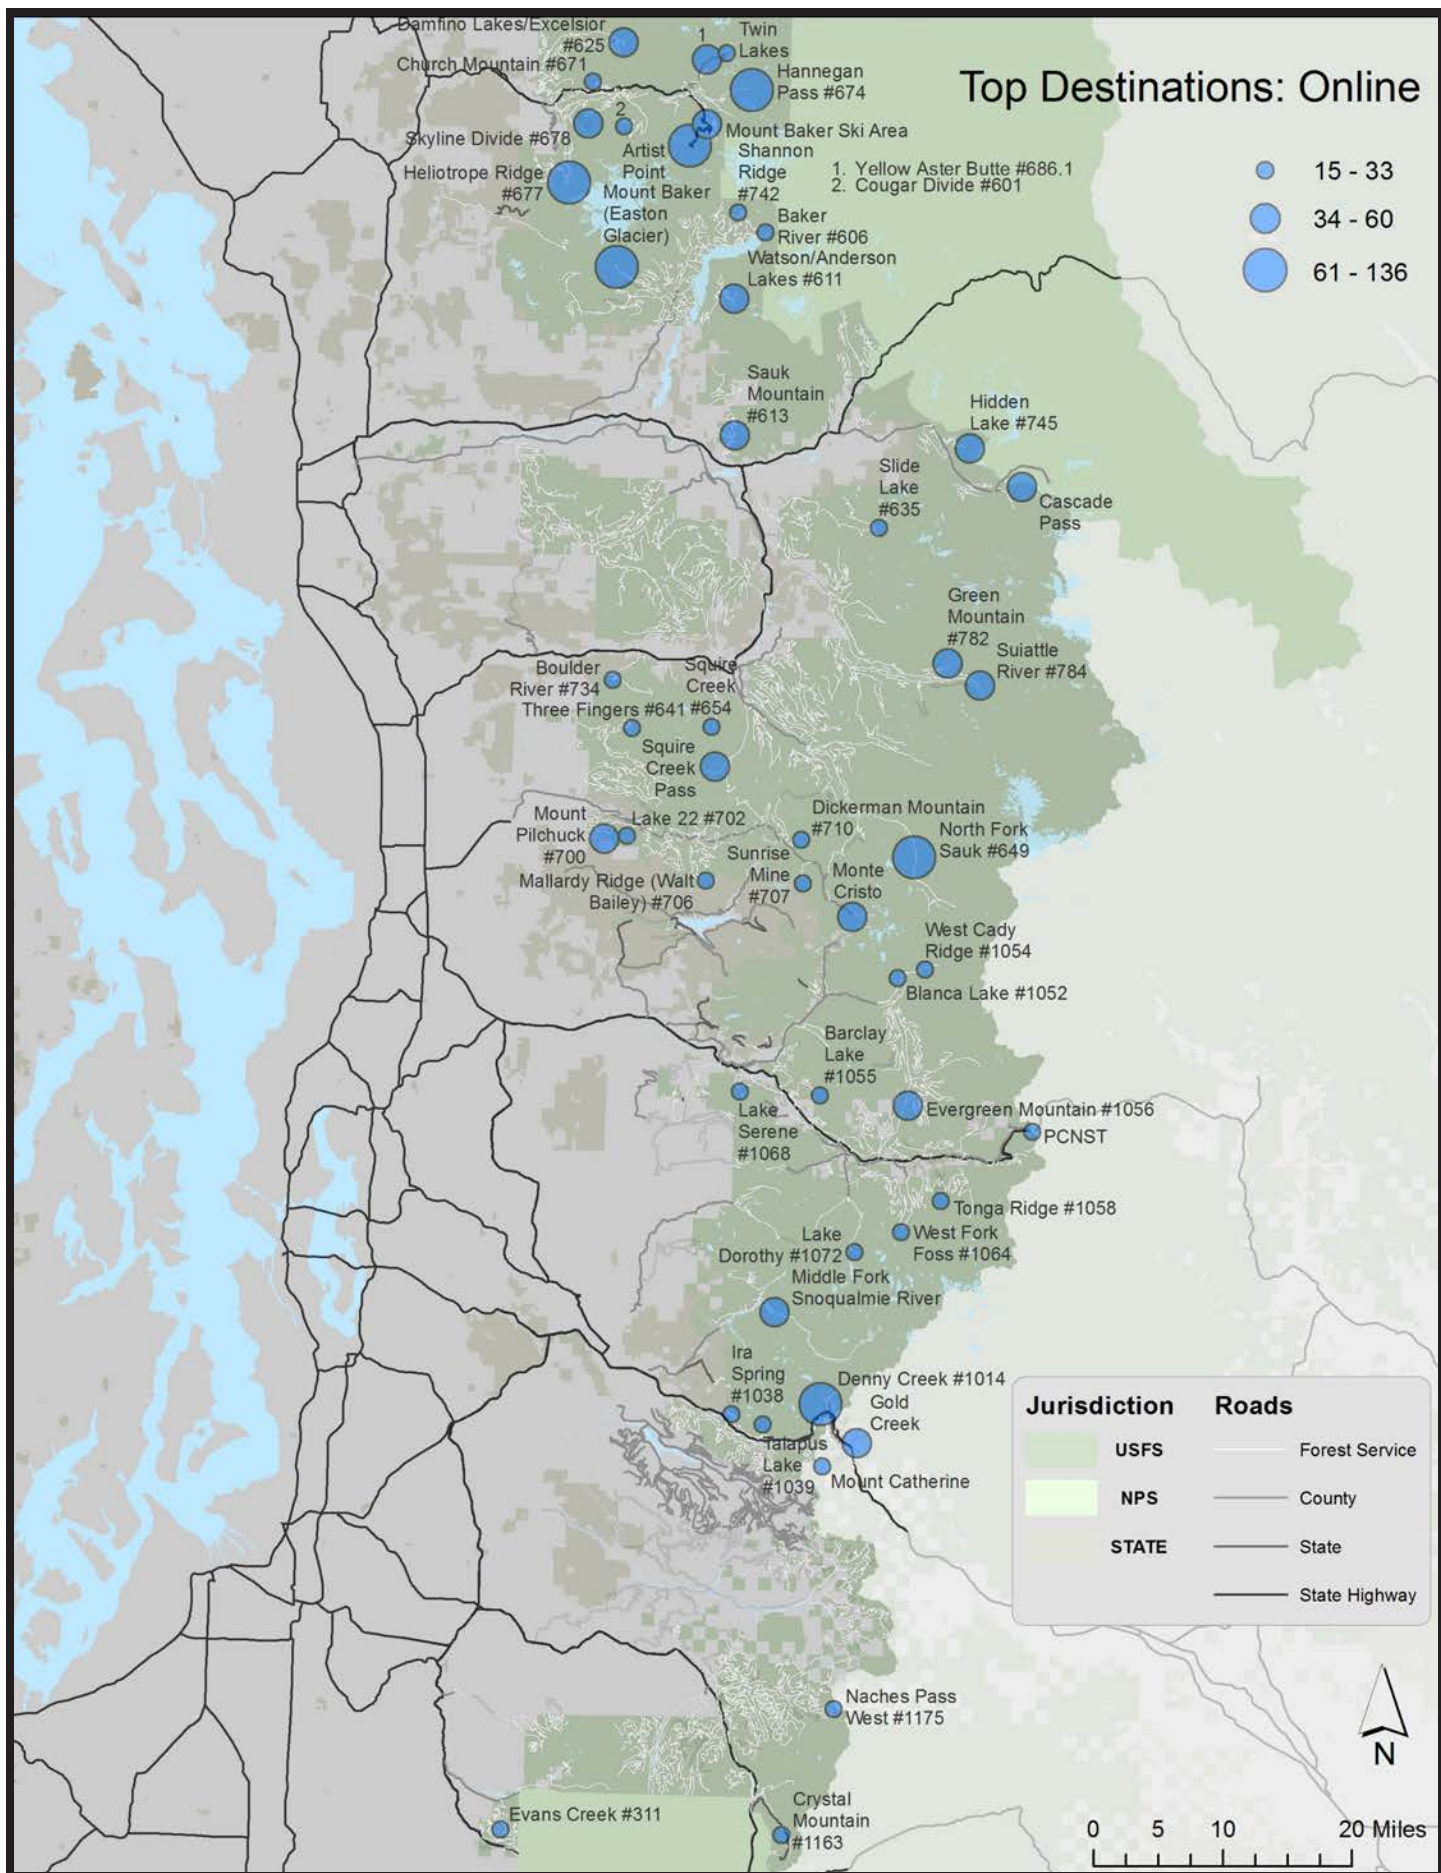 Damfino Lakes/Excelsior
#625
Church Mountain #671
1
Twin
Lakes
Hannegan
Pass #674
Top Destinations: Online
Skyline Divide #678
2
Mount Baker Ski Area
Artist
Point
Heliotrope Ridge
#677
Shannon
Ridge
#742
1. Yellow Aster Butte #686.1
2. Cougar Divide #601
15 - 33
34 - 60
61 - 136
Mount Baker
(Easton
Glacier)
Baker
River #606
Watson/Anderson
Lakes #611
Sauk
Mountain
#613
Hidden
Lake #745
Slide
Lake
#635
Cascade
Pass
Green
Mountain
#782
Suiattle
River #784
Boulder
River #734
Squire
Creek
#654
Three Fingers #641
Squire
Creek
Pass
Mount
Pilchuck
#700
Lake 22 #702
Dickerman Mountain
#710
North Fork
Sauk #649
Sunrise
Mine
#707
Monte
Cristo
Mallardy Ridge (Walt
Bailey) #706
West Cady
Ridge #1054
Blanca Lake #1052
Barclay
Lake
#1055
Lake
Serene
#1068
Evergreen Mountain #1056
PCNST
Tonga Ridge #1058
West Fork
Foss #1064
Lake
Dorothy #1072
Middle Fork
Snoqualmie River
Ira
Spring
#1038
Denny Creek #1014
Gold
Creek
Talapus
Lake
#1039
Mount Catherine
Jurisdiction
USFS
NPS
STATE
Roads
Forest Service
County
State
State Highway
Naches Pass
West #1175
N
Evans Creek #311
Crystal
Mountain
#1163
0 5 10 20 Miles